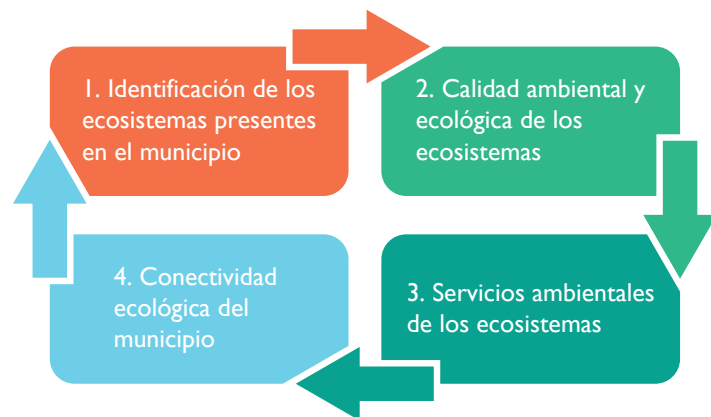 1. Identificación de los
ecosistemas presentes
en el municipio
2. Calidad ambiental y
ecológica de los
ecosistemas
3. Servicios ambientales
de los ecosistemas
4. Conectividad
ecológica del
municipio